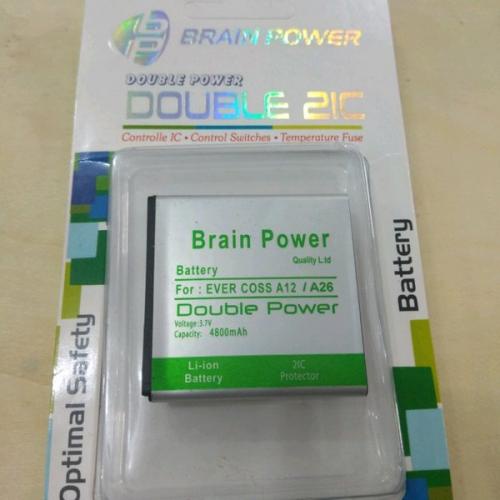 BRAIN POWER
DOUBLE POWER
DOUBLE 2IC
Controlle IC • Control Switches • Temperature Fuse
Optimal Safety
Battery
Brain Power
Quality L.td
Battery
For : EVER COSS A12 / A26
Double Power
Voltage: 3.7V
Capacity: 4800mAh
Li-ion
Battery
2IC
Protector